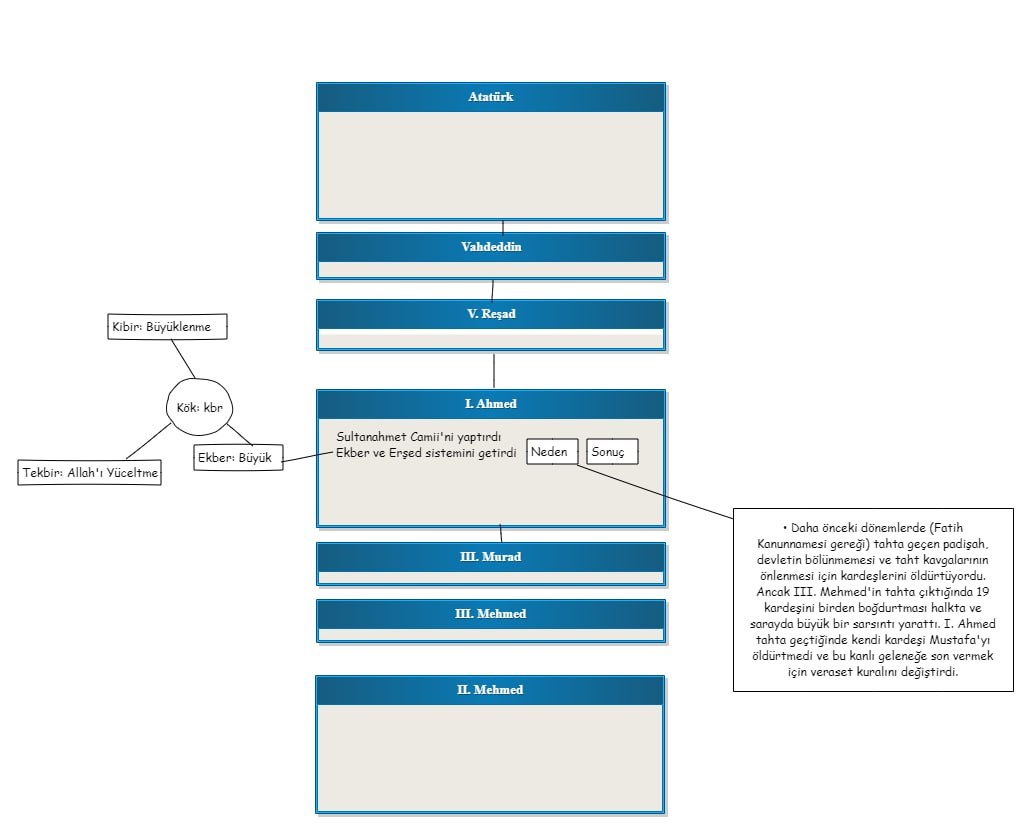 Atatürk
Vahdeddin
V. Reşad
Kibir: Büyüklenme
Kök: kbr
Tekbir: Allah'ı Yüceltme
Ekber: Büyük
I. Ahmed
Sultanahmet Camii'ni yaptırdı
Ekber ve Erşed sistemini getirdi
Neden
Sonuç
• Daha önceki dönemlerde (Fatih
Kanunnamesi gereği) tahta geçen padişah,
devletin bölünmemesi ve taht kavgalarının
önlenmesi için kardeşlerini öldürtüyordu.
Ancak III. Mehmed'in tahta çıktığında 19
kardeşini birden boğdurtması halkta ve
sarayda büyük bir sarsıntı yarattı. I. Ahmed
tahta geçtiğinde kendi kardeşi Mustafa'yı
öldürtmedi ve bu kanlı geleneğe son vermek
için veraset kuralını değiştirdi.
III. Murad
III. Mehmed
II. Mehmed